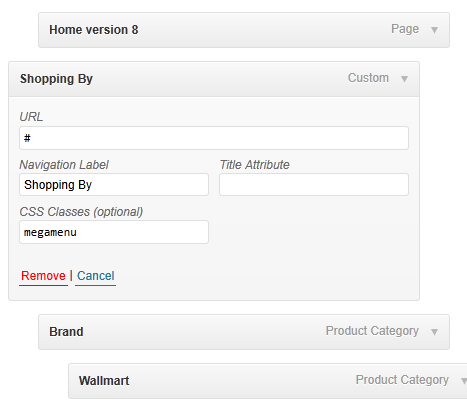 Home version 8 Page
Shopping By Custom
URL
#
Navigation Label Title Attribute
Shopping By
CSS Classes (optional)
megamenu
Remove | Cancel
Brand Product Category
Wallmart Product Category